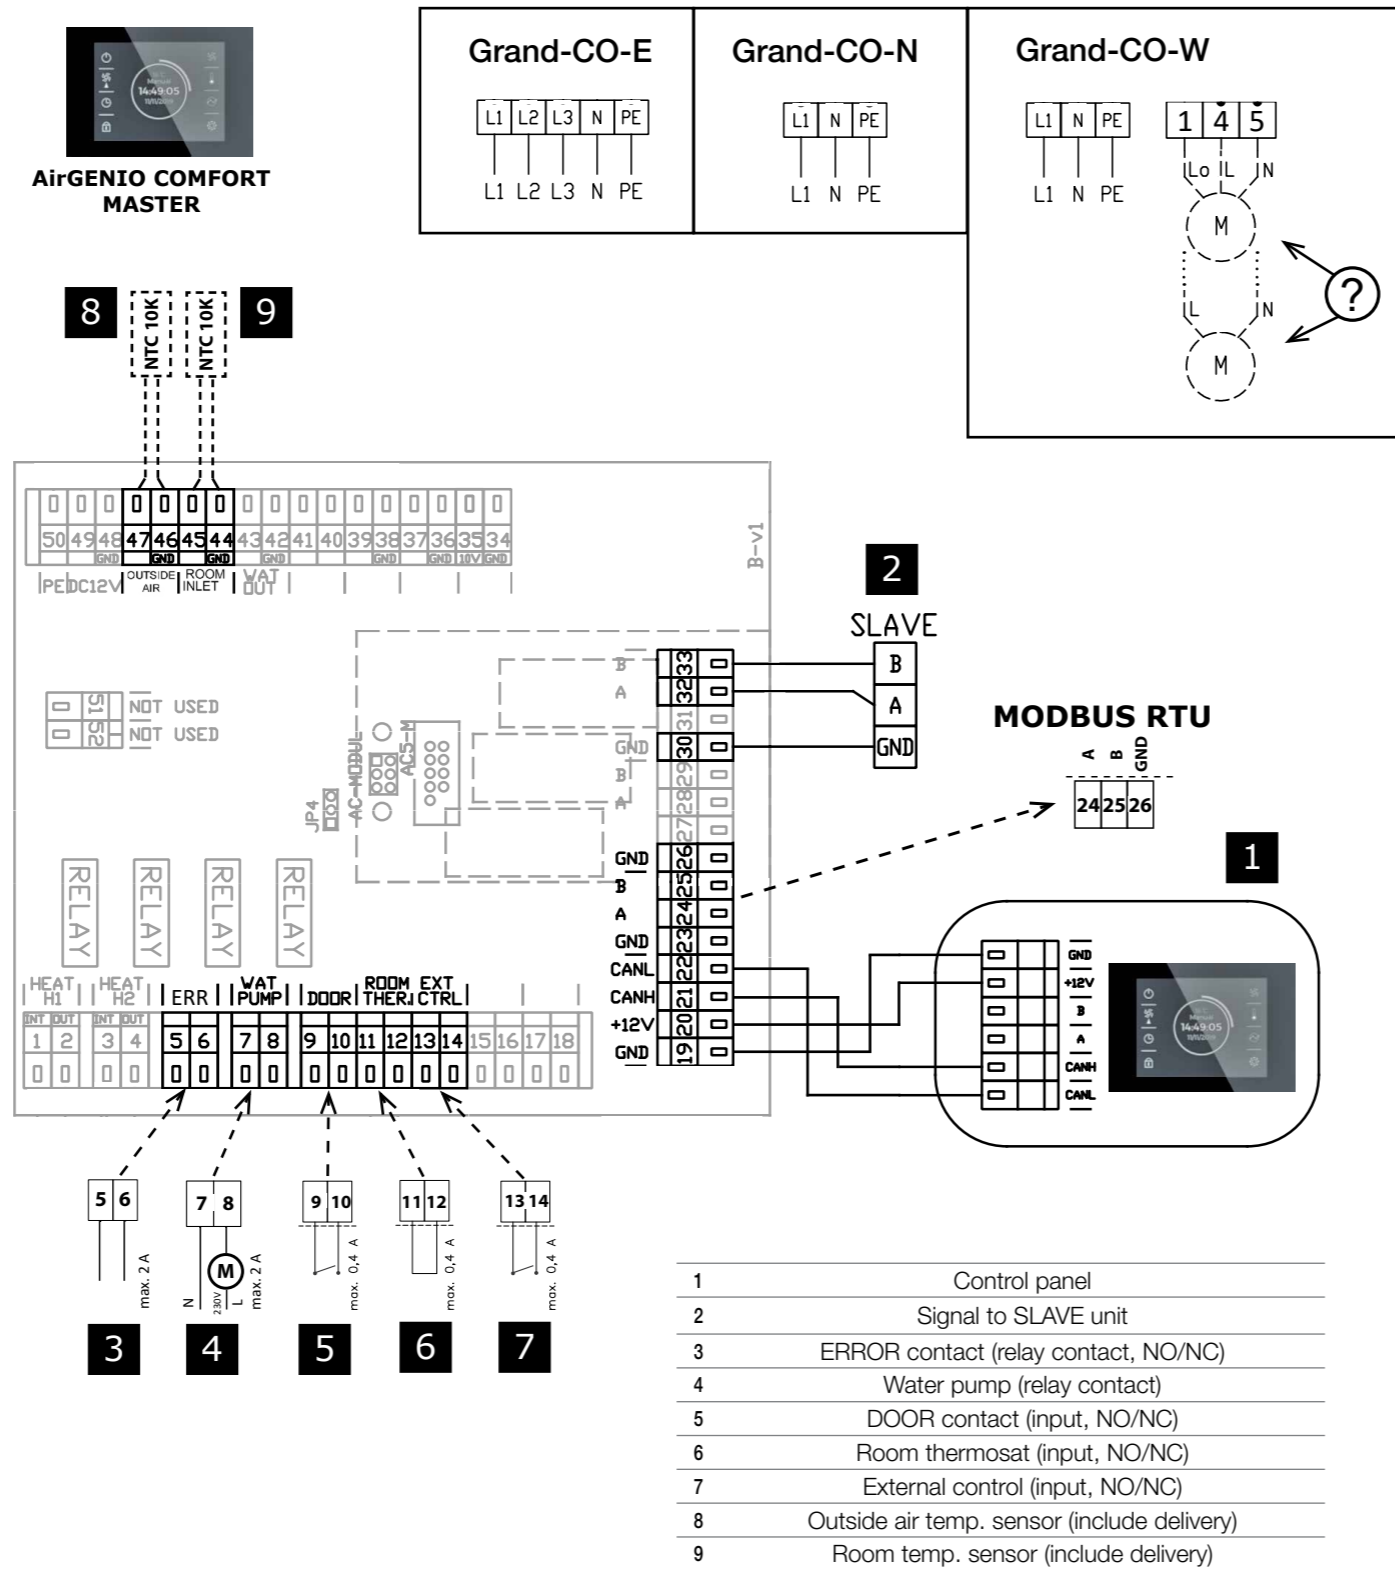 Grand-CO-E
Grand-CO-N
Grand-CO-W
L1 L2 L3 N PE
L1 L2 L3 N PE
L1 N PE
L1 N PE
L1 N PE
L1 N PE
1 4 5
Lo L N
M
L N
M
?
Manual
14:49:05
AirGENIO COMFORT
MASTER
8
NTC 10K
NTC 10K
9
50 49 48 47 46 45 44 43 42 41 40 39 38 37 36 35 34
GND GND GND GND GND GND 10V GND
PE DC12V OUTSIDE AIR ROOM INLET WAT OUT
B-v1
2
SLAVE
B
A
GND
51 NOT USED
52 NOT USED
JP4
AC-MODUL
AC5-M
B 33
A 32
31
GND 30
B 29
A 28
27
GND 26
B 25
A 24
GND 23
CANL 22
CANH 21
+12V 20
GND 19
MODBUS RTU
A B GND
24 25 26
1
GND
+12V
B
A
CANH
CANL
Manual
14:49:05
RELAY RELAY RELAY RELAY
HEAT H1 HEAT H2 ERR WAT PUMP DOOR ROOM THER. EXT CTRL
INT OUT INT OUT
1 2 3 4 5 6 7 8 9 10 11 12 13 14 15 16 17 18
5 6
max. 2 A
3
7 8
M
N 230V L
max. 2 A
4
9 10
max. 0,4 A
5
11 12
max. 0,4 A
6
13 14
max. 0,4 A
7
1 Control panel
2 Signal to SLAVE unit
3 ERROR contact (relay contact, NO/NC)
4 Water pump (relay contact)
5 DOOR contact (input, NO/NC)
6 Room thermosat (input, NO/NC)
7 External control (input, NO/NC)
8 Outside air temp. sensor (include delivery)
9 Room temp. sensor (include delivery)